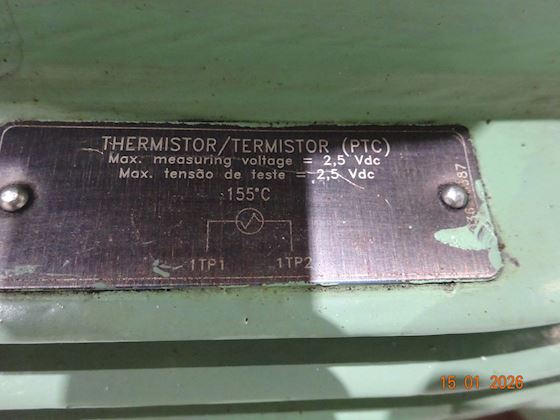 THERMISTOR/TERMISTOR (PTC)
Max. measuring voltage = 2,5 Vdc
Max. tensão de teste = 2,5 Vdc
155°C
1TP1 1TP2
15 01 2026